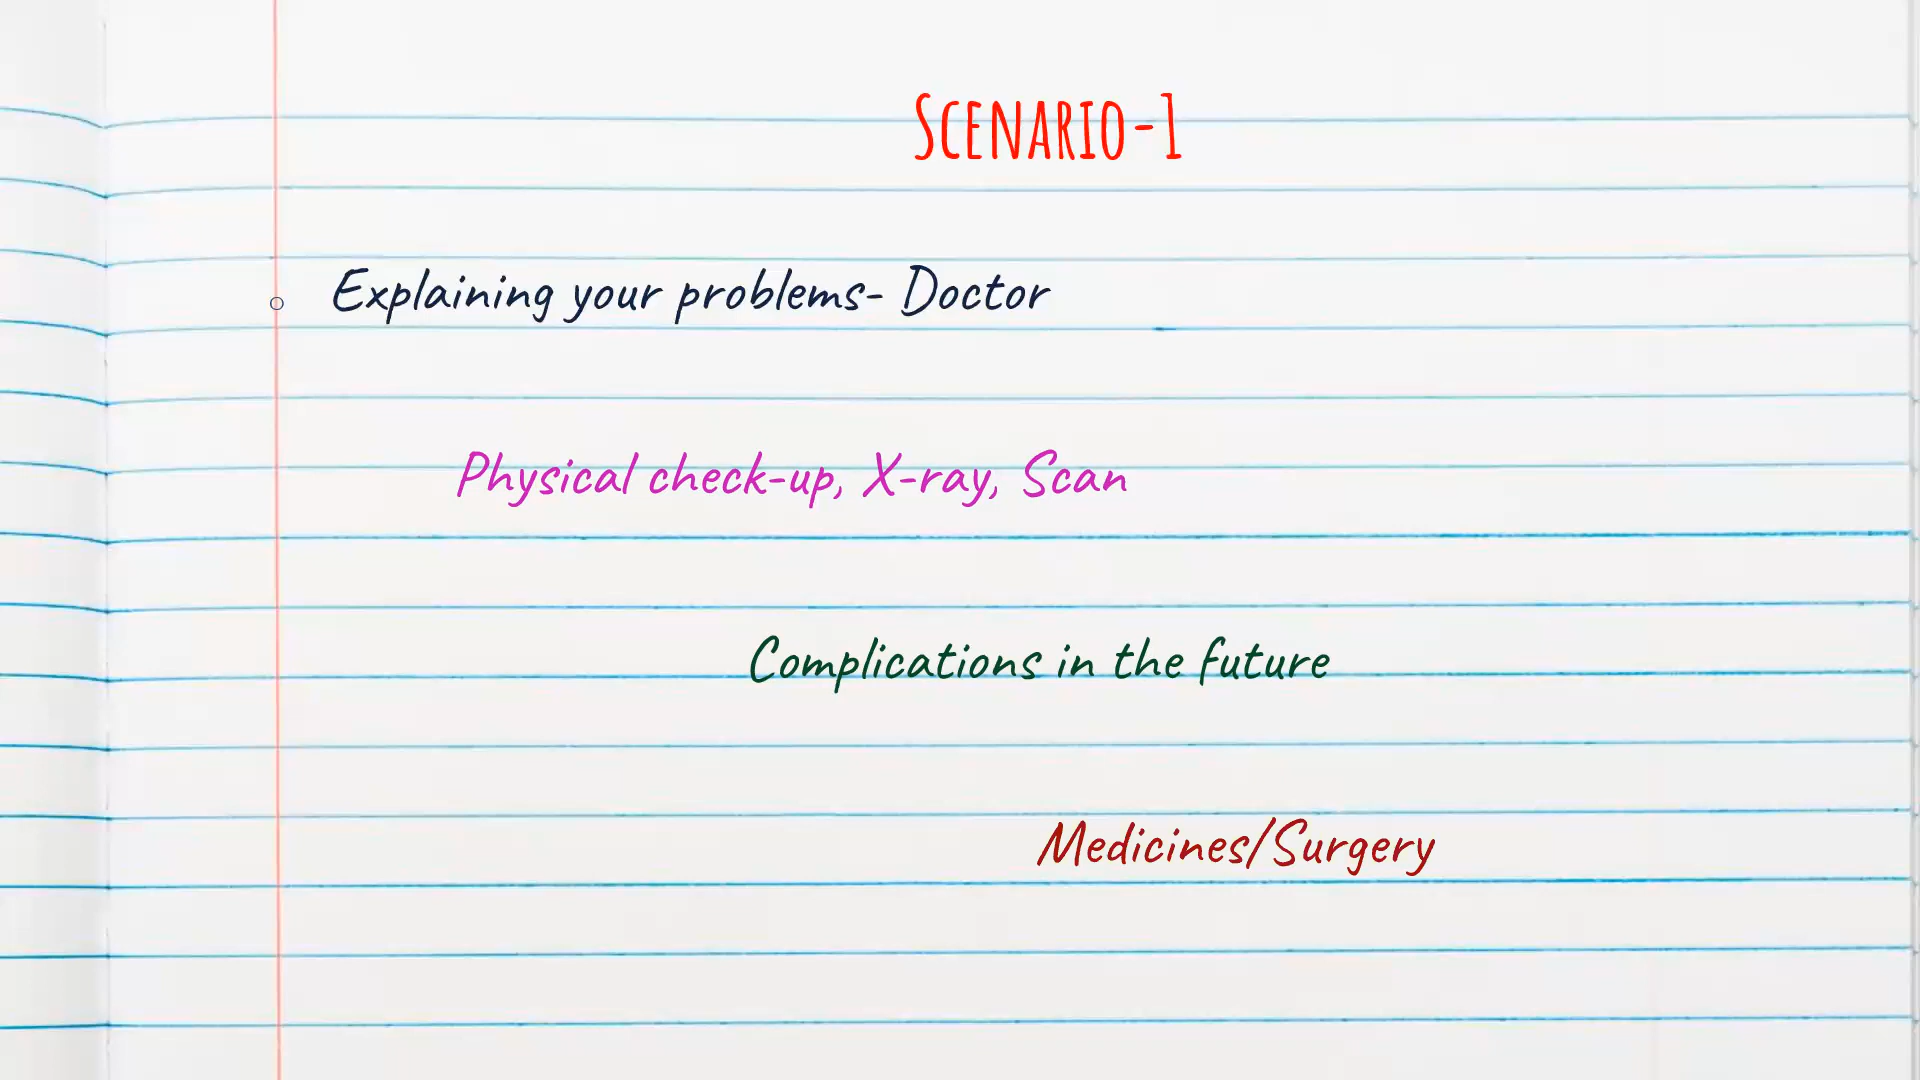 Scenario-1
Explaining your problems- Doctor
Physical check-up, X-ray, Scan
Complications in the future
Medicines/Surgery